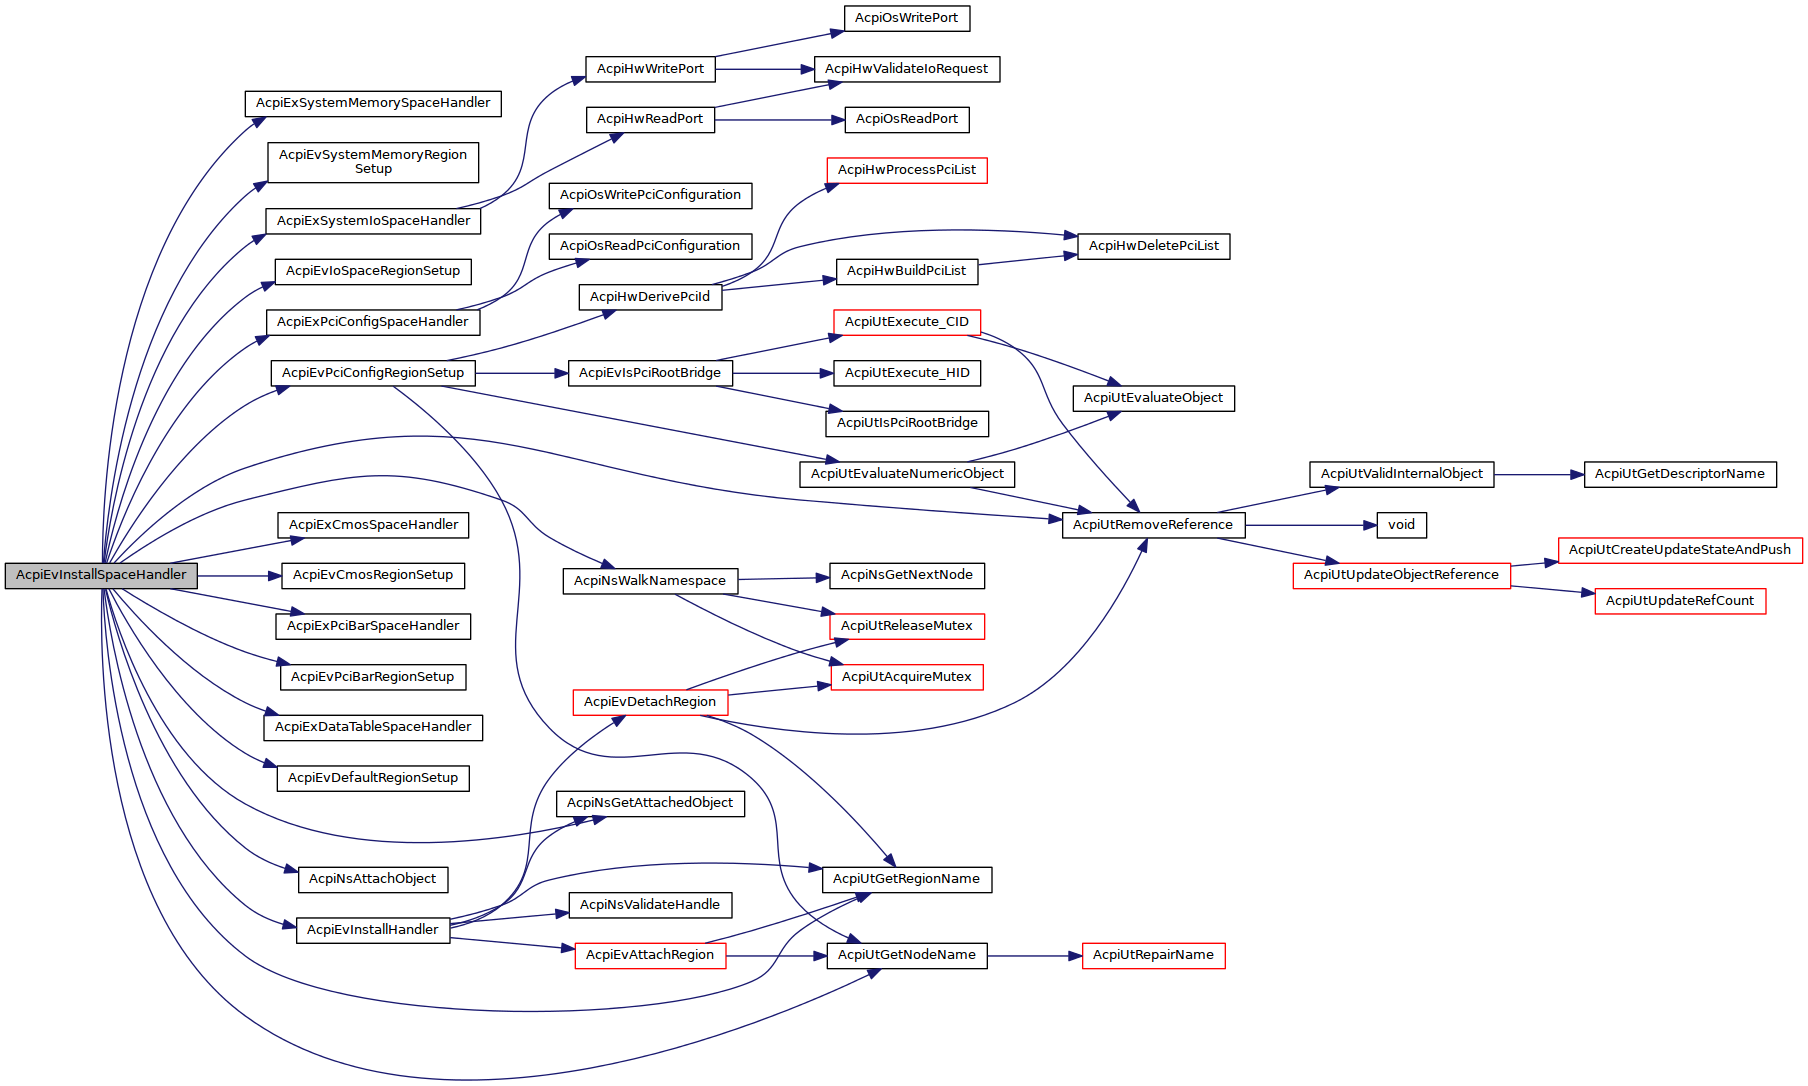 AcpiOsWritePort
AcpiHwWritePort
AcpiHwValidateIoRequest
AcpiExSystemMemorySpaceHandler
AcpiHwReadPort
AcpiOsReadPort
AcpiEvSystemMemoryRegion
Setup
AcpiHwProcessPciList
AcpiOsWritePciConfiguration
AcpiExSystemIoSpaceHandler
AcpiOsReadPciConfiguration
AcpiHwDeletePciList
AcpiEvIoSpaceRegionSetup
AcpiHwBuildPciList
AcpiHwDerivePciId
AcpiExPciConfigSpaceHandler
AcpiUtExecute_CID
AcpiEvPciConfigRegionSetup
AcpiEvIsPciRootBridge
AcpiUtExecute_HID
AcpiUtEvaluateObject
AcpiUtIsPciRootBridge
AcpiUtEvaluateNumericObject
AcpiUtValidInternalObject
AcpiUtGetDescriptorName
AcpiExCmosSpaceHandler
AcpiUtRemoveReference
void
AcpiUtCreateUpdateStateAndPush
AcpiEvInstallSpaceHandler
AcpiEvCmosRegionSetup
AcpiNsWalkNamespace
AcpiNsGetNextNode
AcpiUtUpdateObjectReference
AcpiUtUpdateRefCount
AcpiExPciBarSpaceHandler
AcpiUtReleaseMutex
AcpiEvPciBarRegionSetup
AcpiUtAcquireMutex
AcpiEvDetachRegion
AcpiExDataTableSpaceHandler
AcpiEvDefaultRegionSetup
AcpiNsGetAttachedObject
AcpiNsAttachObject
AcpiUtGetRegionName
AcpiNsValidateHandle
AcpiEvInstallHandler
AcpiEvAttachRegion
AcpiUtGetNodeName
AcpiUtRepairName